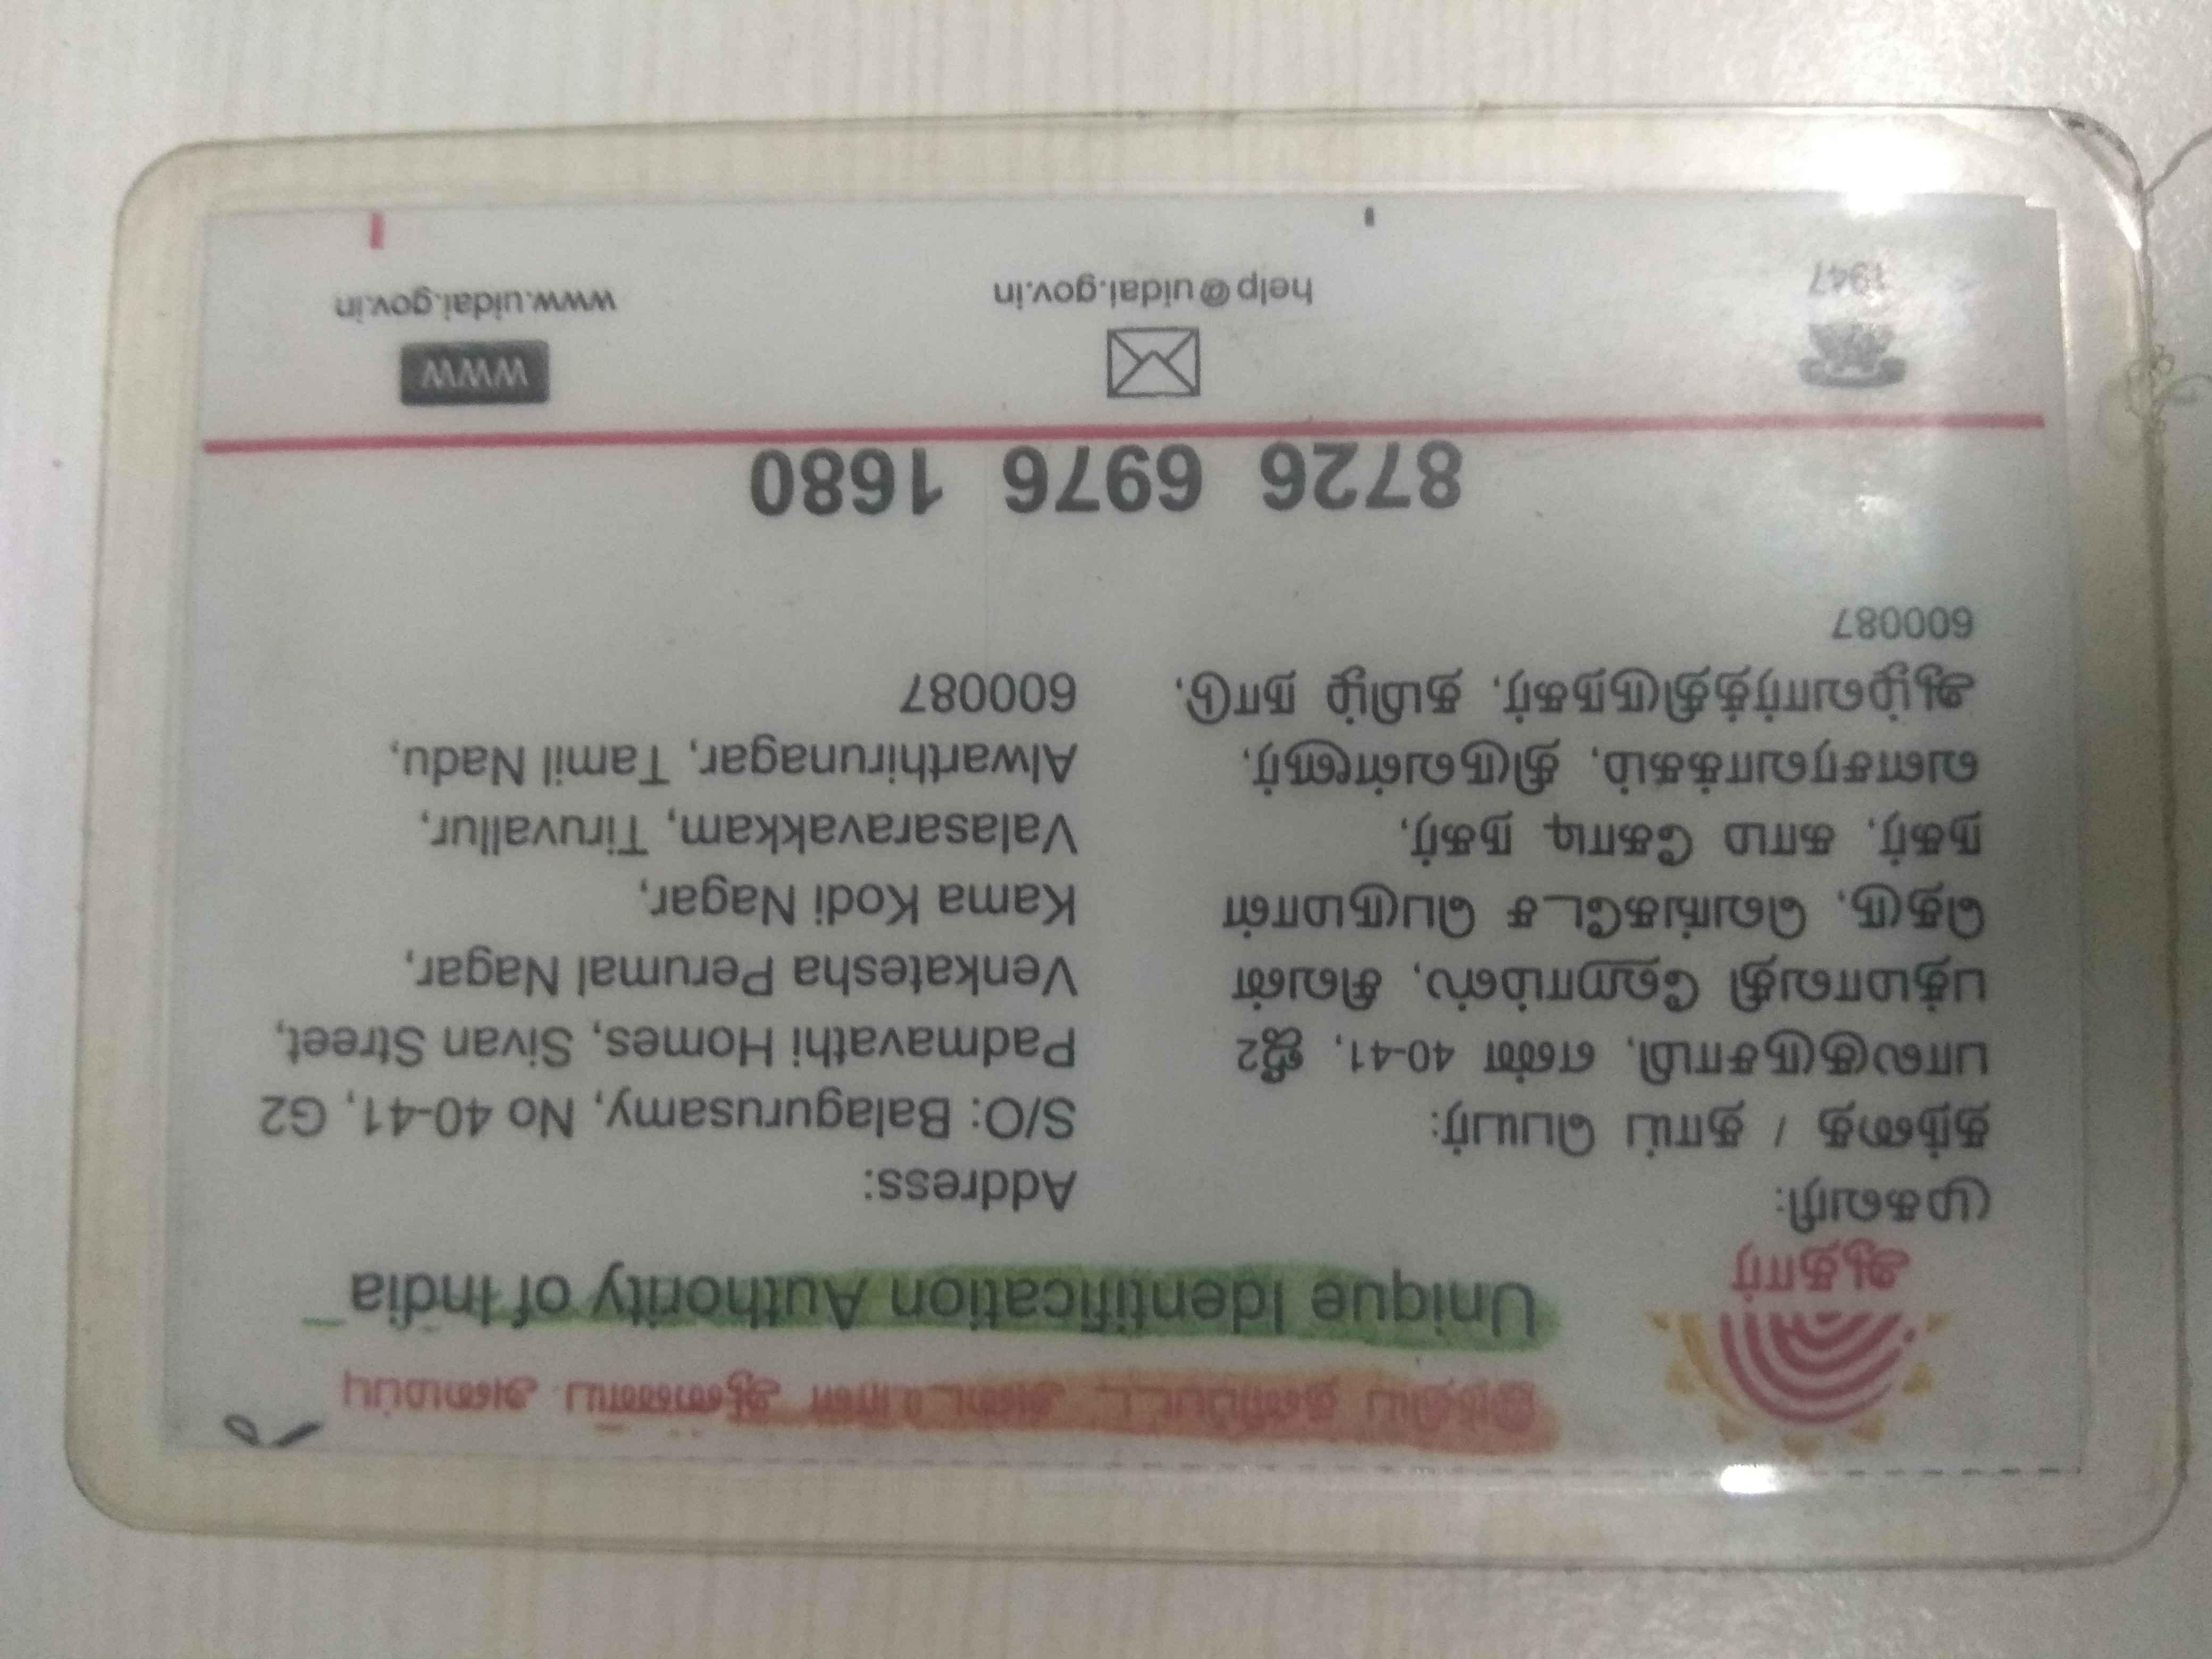 இந்திய தனிப்பட்ட அடையாள ஆணைய அமைப்பு
Unique Identification Authority of India
ஆதார்
முகவரி:
தந்தை / தாய் பெயர்:
பாலகுருசாமி, எண் 40-41, ஜி2
பத்மாவதி ஹோம்ஸ், சிவன்
தெரு, வெங்கடேச பெருமாள்
நகர், காம கோடி நகர்,
வளசரவாக்கம், திருவள்ளூர்,
ஆழ்வார்த்திருநகர், தமிழ் நாடு,
600087
Address:
S/O: Balagurusamy, No 40-41, G2
Padmavathi Homes, Sivan Street,
Venkatesha Perumal Nagar,
Kama Kodi Nagar,
Valasaravakkam, Tiruvallur,
Alwarthirunagar, Tamil Nadu,
600087
8726 6976 1680
1947
help@uidai.gov.in
WWW
www.uidai.gov.in